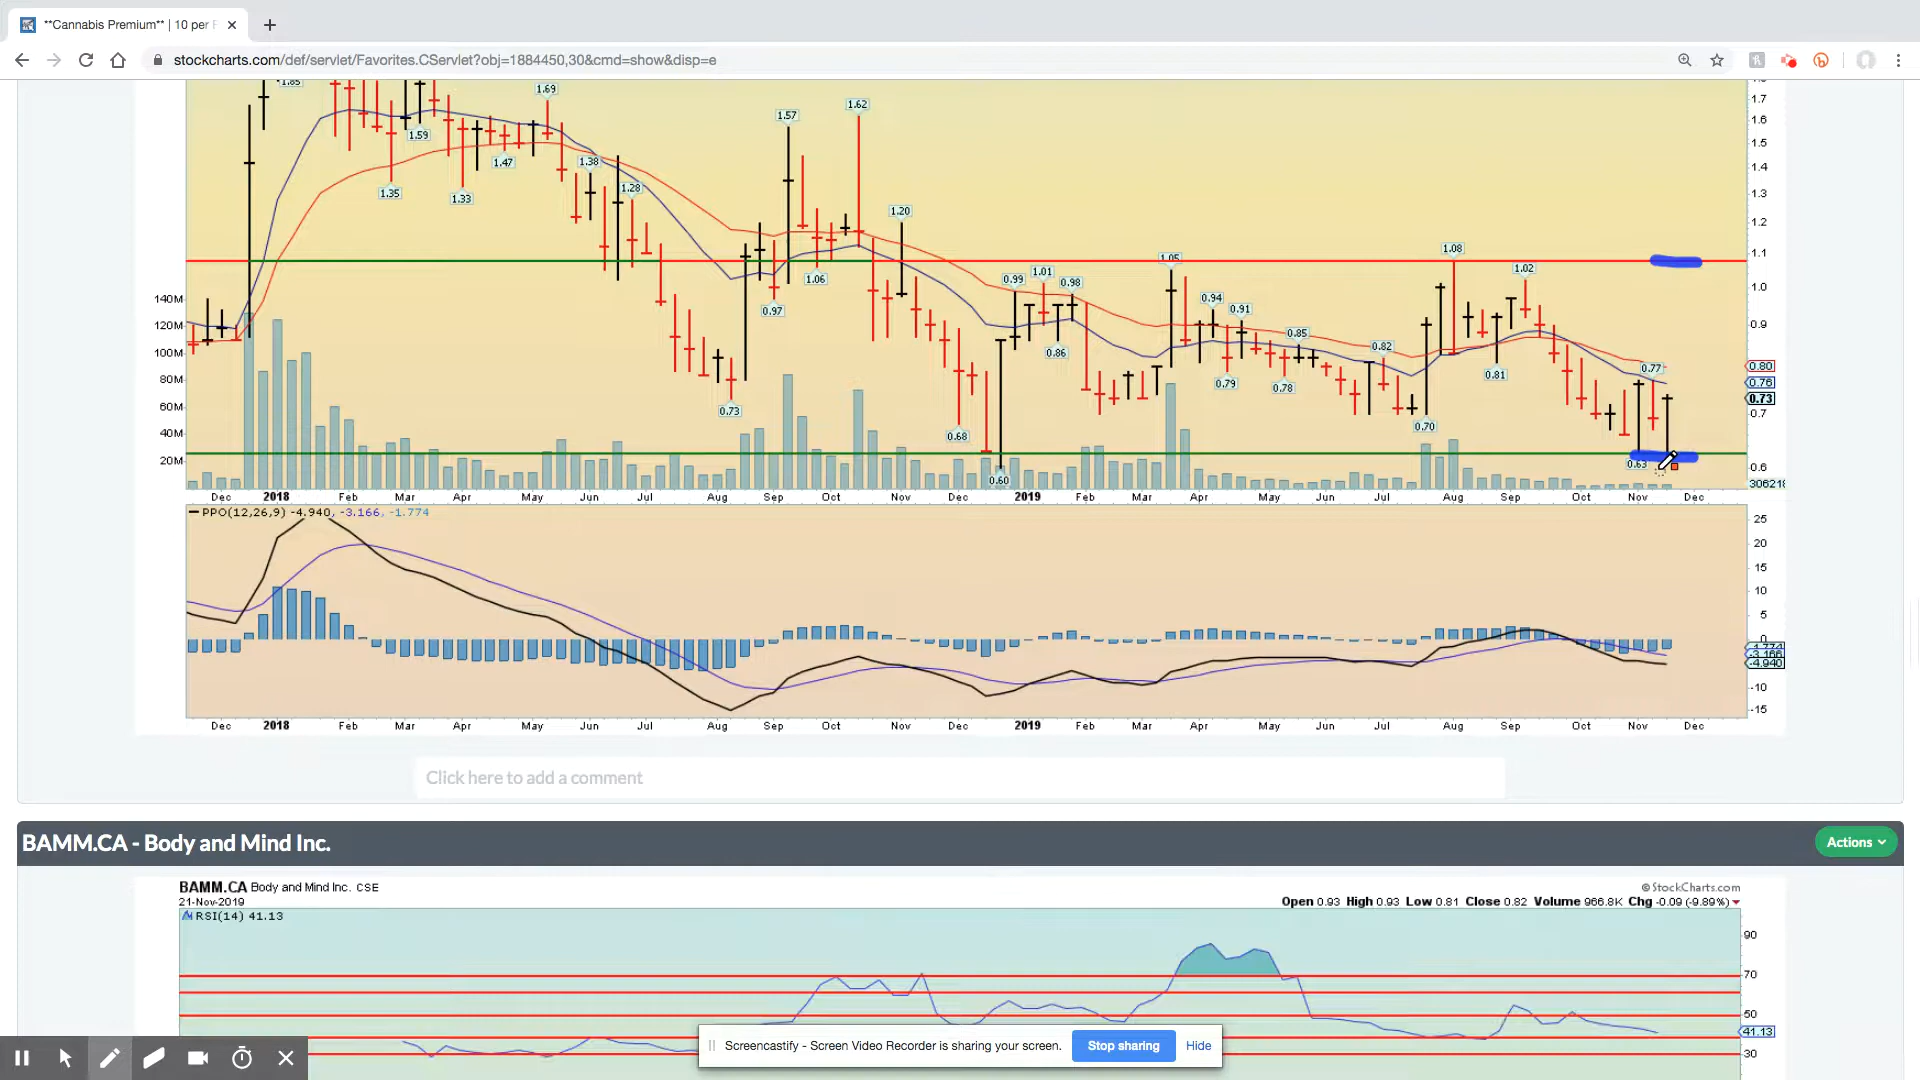 **Cannabis Premium** | 10 per
stockcharts.com/def/servlet/Favorites.CServlet?obj=1884450,30&cmd=show&disp=e
1.85
1.69
1.59
1.47
1.35
1.33
1.38
1.28
1.57
1.62
1.20
1.06
0.97
0.73
0.99
1.01
0.98
0.86
0.68
0.60
1.05
0.94
0.91
0.79
0.78
0.85
0.82
0.70
1.08
1.02
0.81
0.77
0.63
1.7
1.6
1.5
1.4
1.3
1.2
1.1
1.0
0.9
0.80
0.76
0.73
0.7
0.6
306218
140M
120M
100M
80M
60M
40M
20M
Dec 2018 Feb Mar Apr May Jun Jul Aug Sep Oct Nov Dec 2019 Feb Mar Apr May Jun Jul Aug Sep Oct Nov Dec
PPO(12,26,9) -4.940, -3.166, -1.774
25
20
15
10
5
0
-1.774
-3.166
-4.940
-10
-15
Dec 2018 Feb Mar Apr May Jun Jul Aug Sep Oct Nov Dec 2019 Feb Mar Apr May Jun Jul Aug Sep Oct Nov Dec
Click here to add a comment
BAMM.CA - Body and Mind Inc.
Actions
BAMM.CA Body and Mind Inc. CSE
© StockCharts.com
21-Nov-2019
Open 0.93 High 0.93 Low 0.81 Close 0.82 Volume 966.8K Chg -0.09 (-9.89%)
RSI(14) 41.13
90
70
50
41.13
30
Screencastify - Screen Video Recorder is sharing your screen.
Stop sharing
Hide